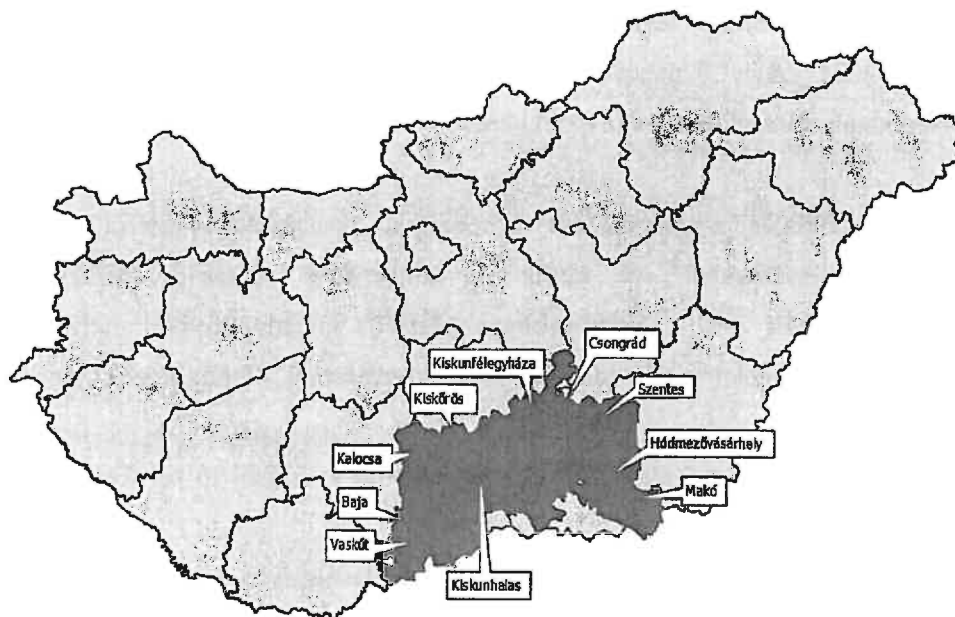 Csongrád
Kiskunfélegyháza
Szentes
Kiskőrös
Hódmezővásárhely
Kalocsa
Makó
Baja
Vaskút
Kiskunhalas